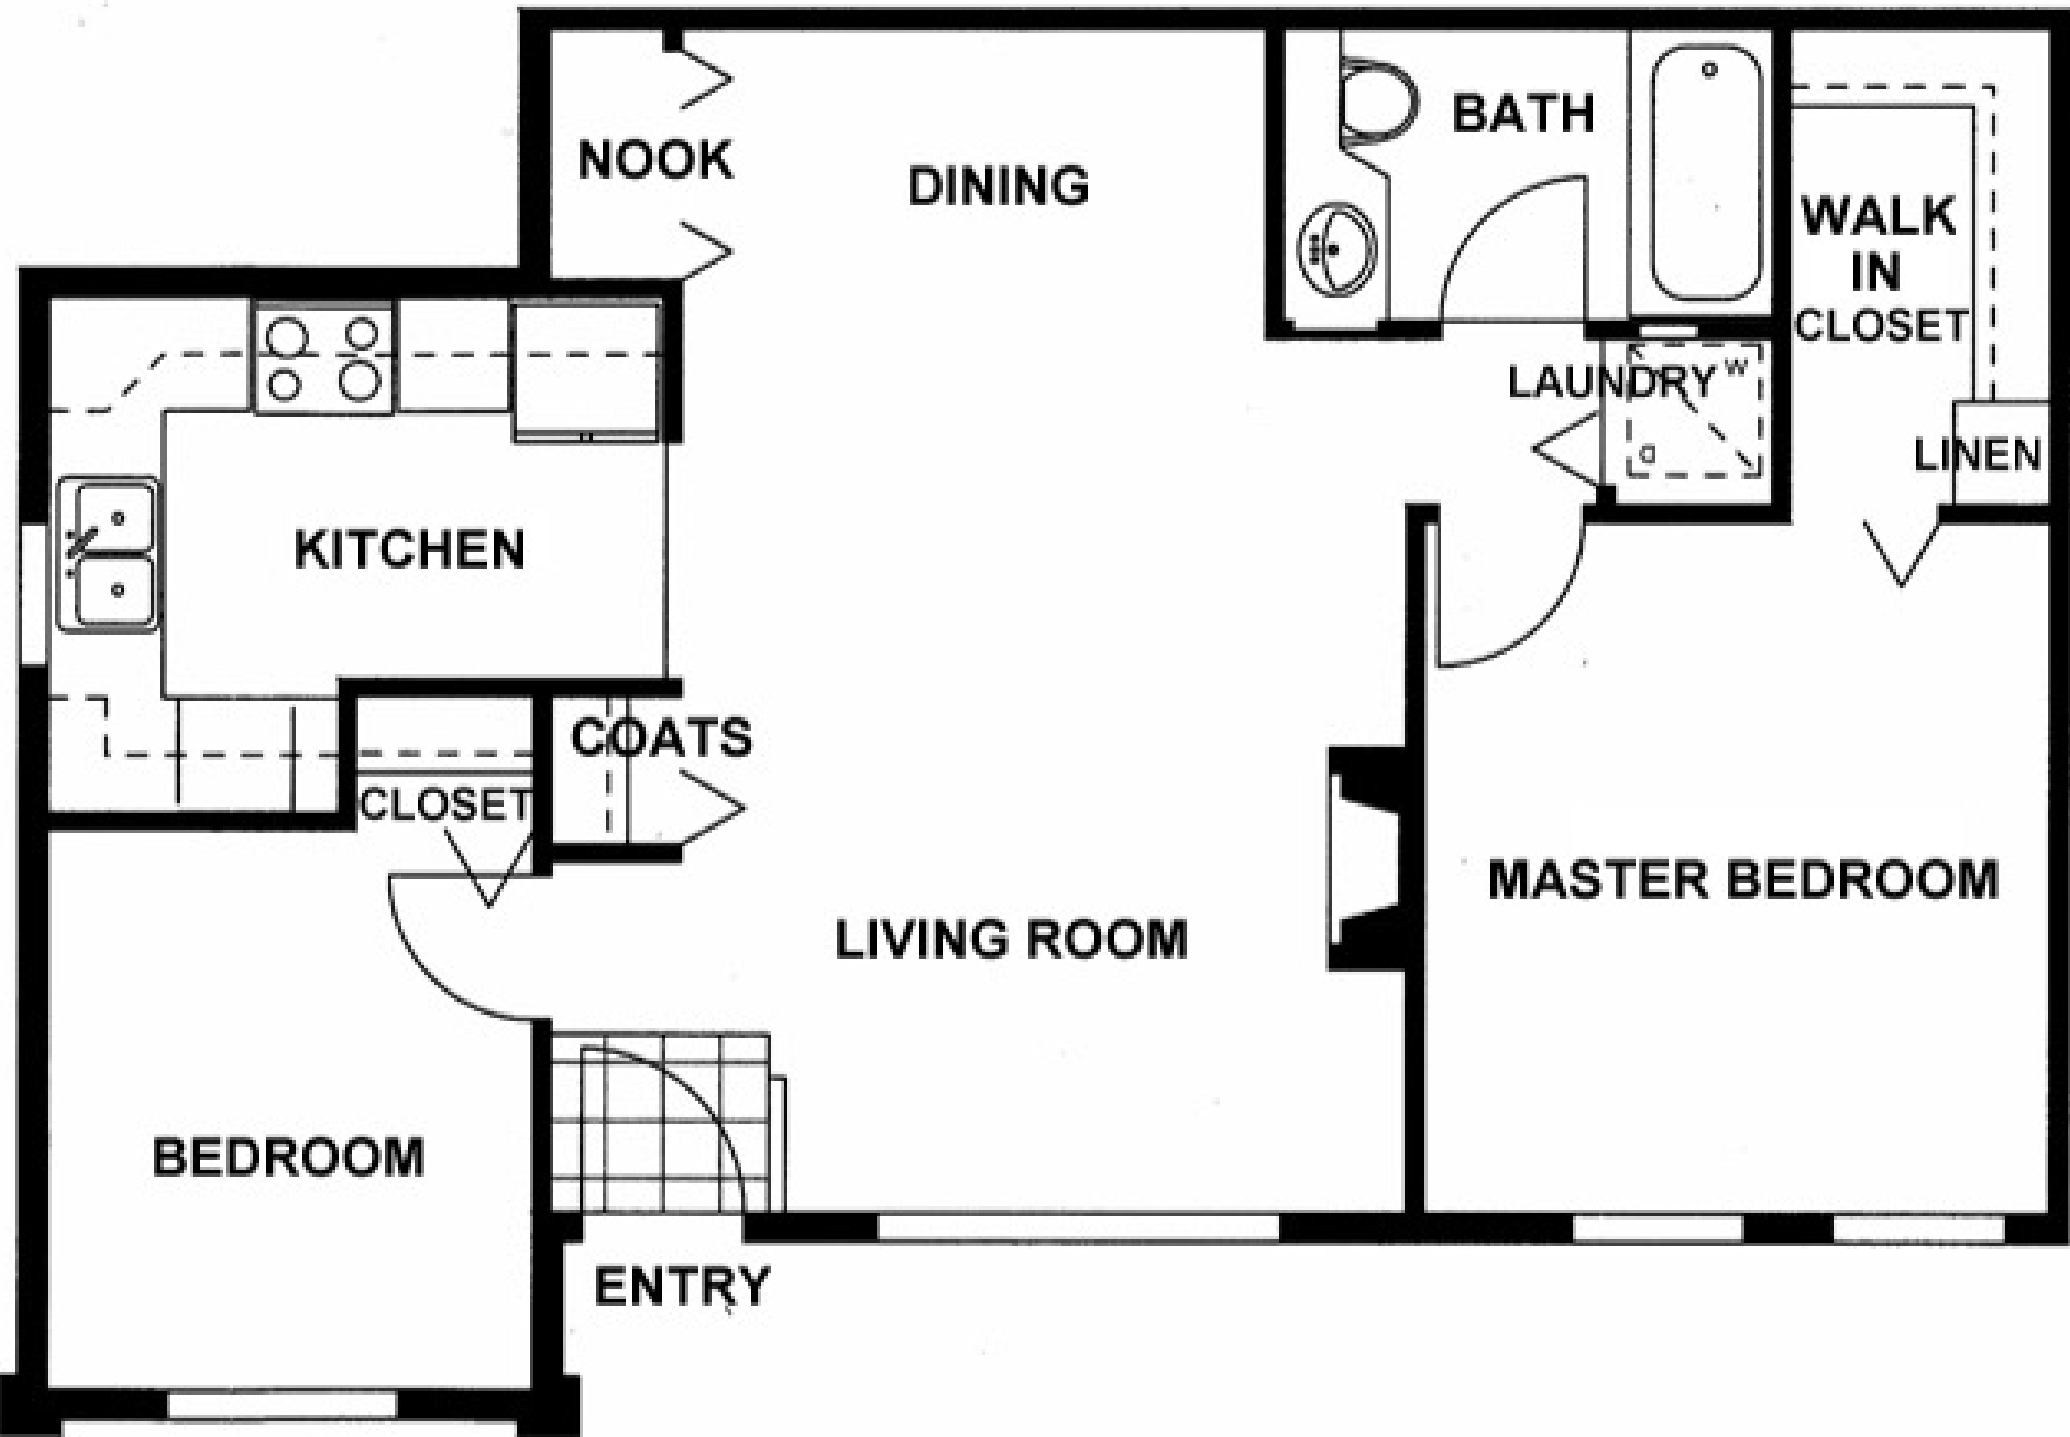 NOOK
DINING
BATH
WALK
IN
CLOSET
LAUNDRY
W
D
LINEN
KITCHEN
COATS
CLOSET
MASTER BEDROOM
LIVING ROOM
BEDROOM
ENTRY